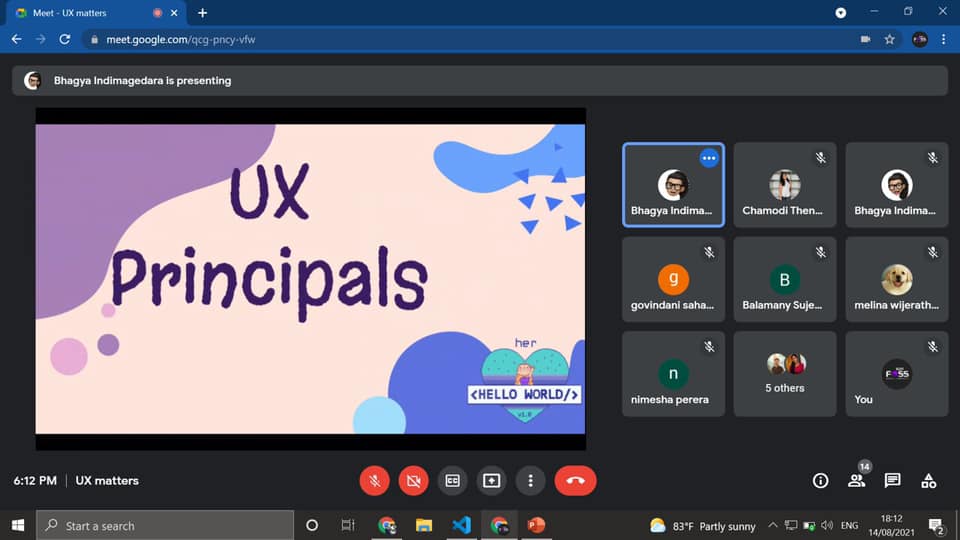 Meet - UX matters
meet.google.com/qcg-pncy-vfw
Bhagya Indimagedara is presenting
UX
Principals
her
<HELLO WORLD/>
v1.0
Bhagya Indima...
Chamodi Then...
Bhagya Indima...
g
govindani saha...
B
Balamany Suje...
melina wijerath...
n
nimesha perera
5 others
FOSS
You
6:12 PM | UX matters
CC
14
Start a search
83°F Partly sunny
ENG
18:12
14/08/2021
2